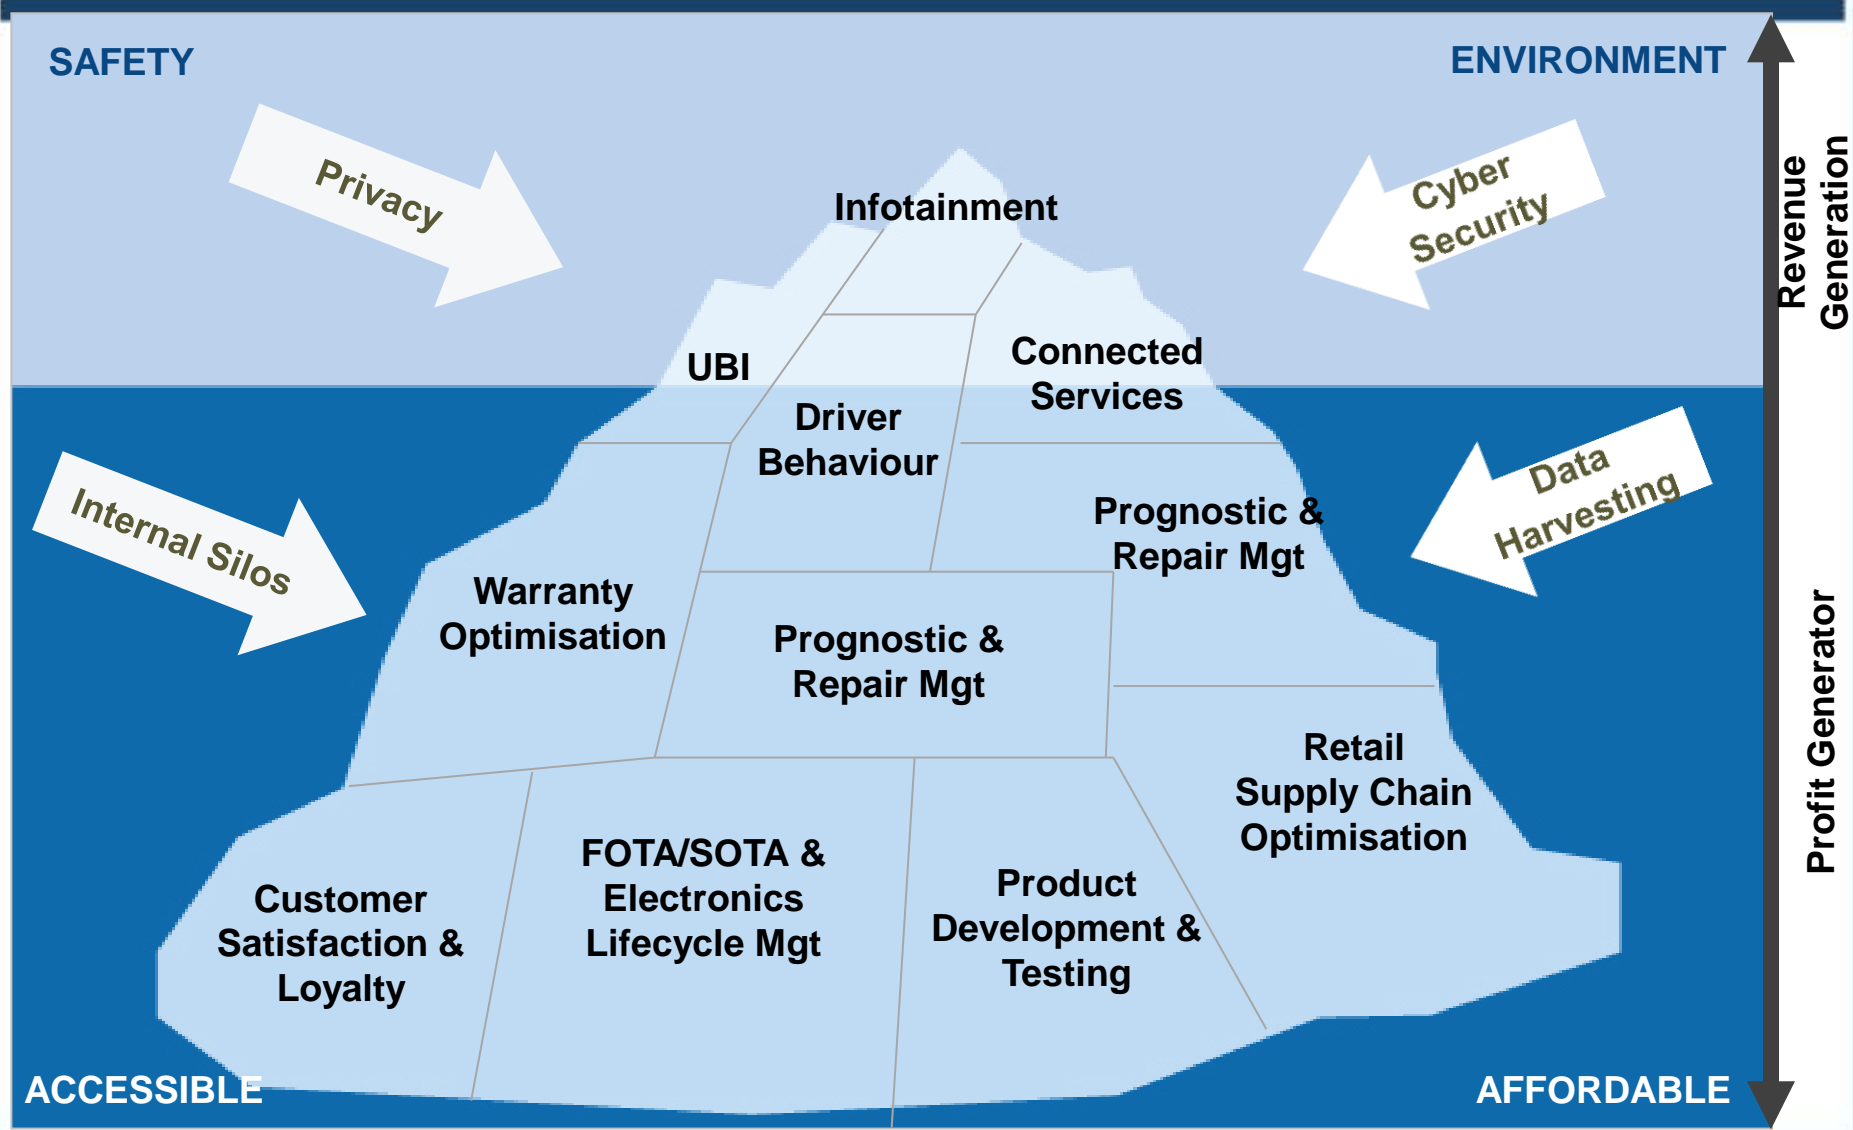 SAFETY
ENVIRONMENT
Privacy
Cyber
Security
Infotainment
Revenue
Generation
UBI
Connected
Services
Driver
Behaviour
Internal Silos
Data
Harvesting
Prognostic &
Repair Mgt
Warranty
Optimisation
Prognostic &
Repair Mgt
Profit Generator
Retail
Supply Chain
Optimisation
Customer
Satisfaction &
Loyalty
FOTA/SOTA &
Electronics
Lifecycle Mgt
Product
Development &
Testing
ACCESSIBLE
AFFORDABLE